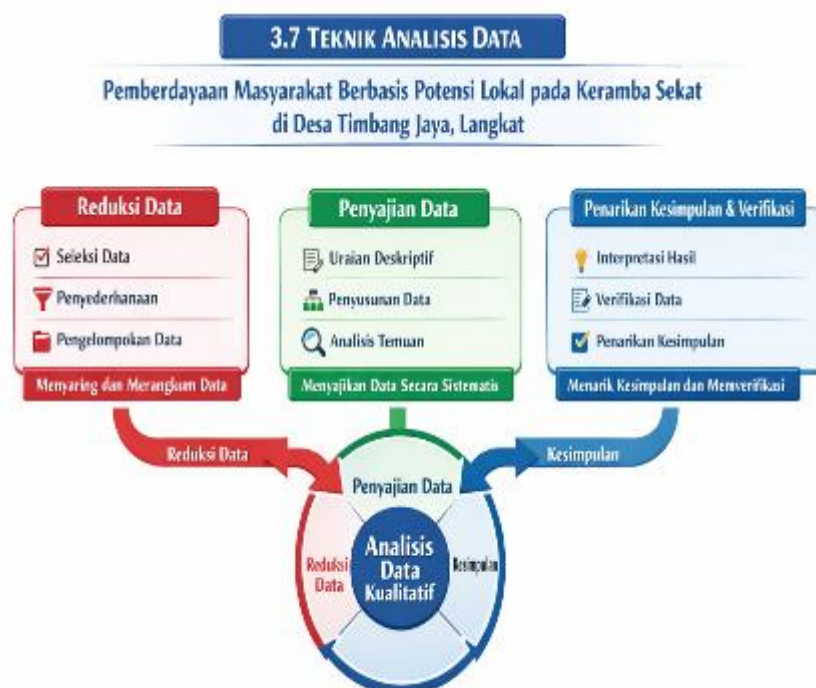 3.7 TEKNIK ANALISIS DATA
Pemberdayaan Masyarakat Berbasis Potensi Lokal pada Keramba Sekat
di Desa Timbang Jaya, Langkat
Reduksi Data
Seleksi Data
Penyederhanaan
Pengelompokan Data
Menyaring dan Merangkum Data
Penyajian Data
Uraian Deskriptif
Penyusunan Data
Analisis Temuan
Menyajikan Data Secara Sistematis
Penarikan Kesimpulan & Verifikasi
Interpretasi Hasil
Verifikasi Data
Penarikan Kesimpulan
Menarik Kesimpulan dan Memverifikasi
Reduksi Data
Kesimpulan
Penyajian Data
Reduksi
Data
Analisis
Data
Kualitatif
Kesimpulan